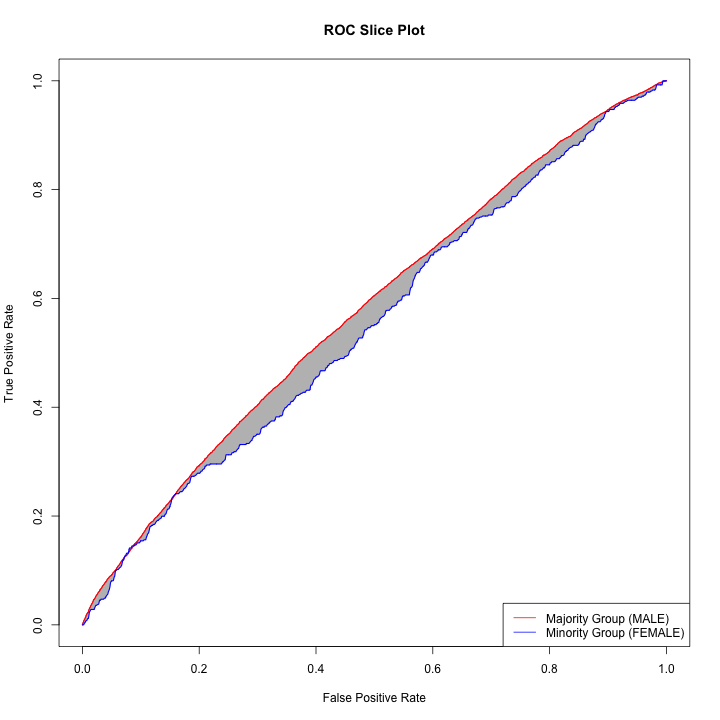 ROC Slice Plot
True Positive Rate
1.0
0.8
0.6
0.4
0.2
0.0
Majority Group (MALE)
Minority Group (FEMALE)
0.0 0.2 0.4 0.6 0.8 1.0
False Positive Rate